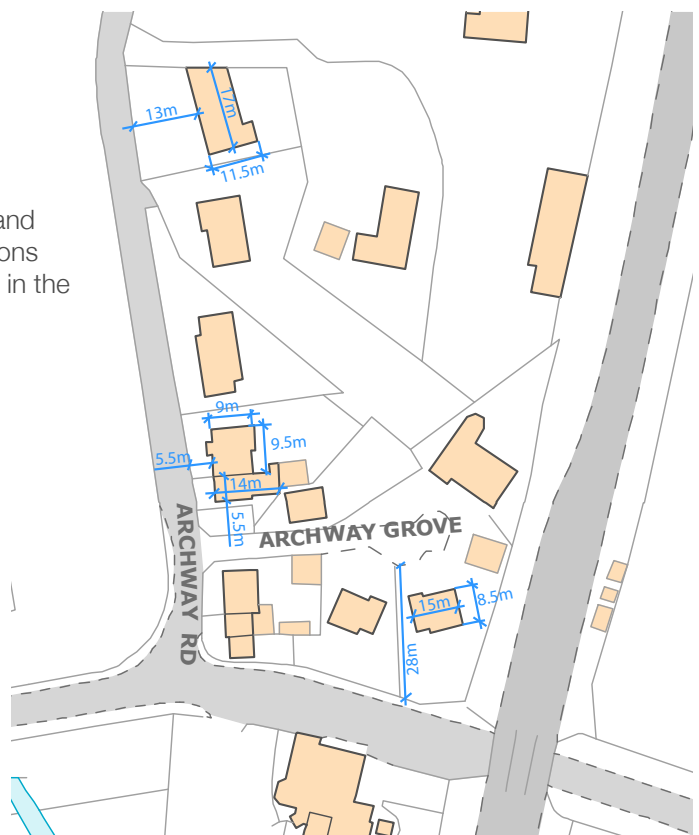 and
ons
in the
13m
17m
11.5m
9m
9.5m
5.5m
14m
5.5m
ARCHWAY RD
ARCHWAY GROVE
15m
8.5m
28m